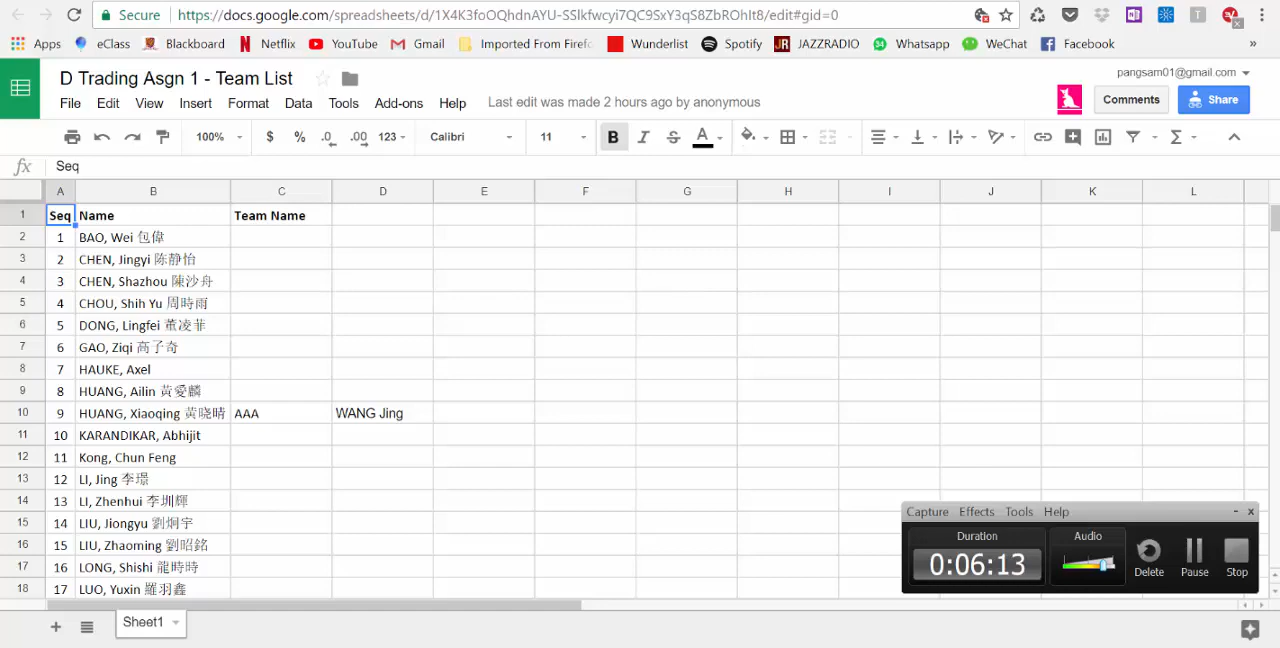 Secure https://docs.google.com/spreadsheets/d/1X4K3foOQhdnAYU-SSlkfwcyi7QC9SxY3qS8ZbROhIt8/edit#gid=0
Apps eClass Blackboard Netflix YouTube Gmail Imported From Firefo Wunderlist Spotify JAZZRADIO Whatsapp WeChat Facebook »
D Trading Asgn 1 - Team List
pangsam01@gmail.com
File Edit View Insert Format Data Tools Add-ons Help Last edit was made 2 hours ago by anonymous
Comments Share
100% $ % .0 .00 123 Calibri 11 B I S A Σ
fx Seq
A B C D E F G H I J K L
1 Seq Name Team Name
2 1 BAO, Wei 包偉
3 2 CHEN, Jingyi 陈静怡
4 3 CHEN, Shazhou 陳沙舟
5 4 CHOU, Shih Yu 周時雨
6 5 DONG, Lingfei 董凌菲
7 6 GAO, Ziqi 高子奇
8 7 HAUKE, Axel
9 8 HUANG, Ailin 黃愛麟
10 9 HUANG, Xiaoqing 黄晓晴 AAA WANG Jing
11 10 KARANDIKAR, Abhijit
12 11 Kong, Chun Feng
13 12 LI, Jing 李璟
14 13 LI, Zhenhui 李圳輝
15 14 LIU, Jiongyu 劉炯宇
16 15 LIU, Zhaoming 劉昭銘
17 16 LONG, Shishi 龍時時
18 17 LUO, Yuxin 羅羽鑫
Capture Effects Tools Help - x
Duration Audio
0:06:13
Delete Pause Stop
+ Sheet1